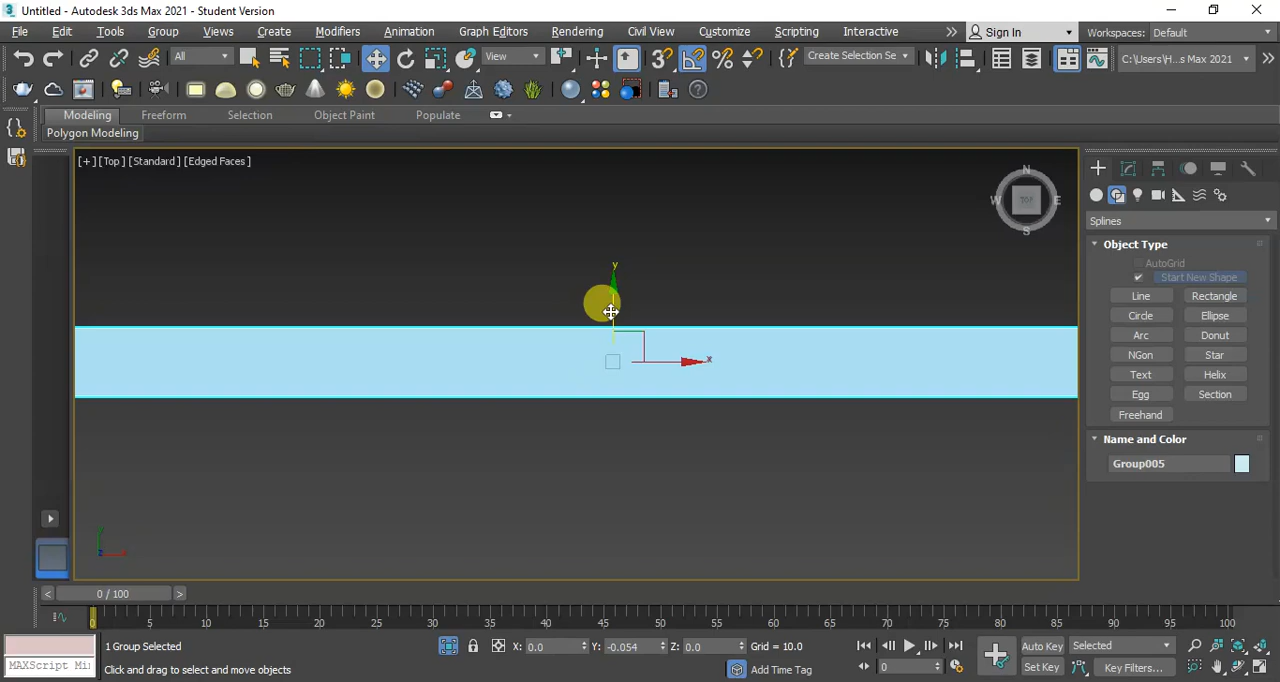 Untitled - Autodesk 3ds Max 2021 - Student Version
File Edit Tools Group Views Create Modifiers Animation Graph Editors Rendering Civil View Customize Scripting Interactive Sign In Workspaces: Default
All View Create Selection Se C:\Users\H...s Max 2021
Modeling Freeform Selection Object Paint Populate
Polygon Modeling
[+] [Top ] [Standard ] [Edged Faces ]
N
W TOP E
S
Splines
Object Type
AutoGrid
Start New Shape
Line Rectangle
Circle Ellipse
Arc Donut
NGon Star
Text Helix
Egg Section
Freehand
Name and Color
Group005
y
x
0 / 100
0 5 10 15 20 25 30 35 40 45 50 55 60 65 70 75 80 85 90 95 100
1 Group Selected X: 0.0 Y: -0.054 Z: 0.0 Grid = 10.0 Auto Key Selected
MAXScript Mi: Click and drag to select and move objects Add Time Tag 0 Set Key Key Filters...